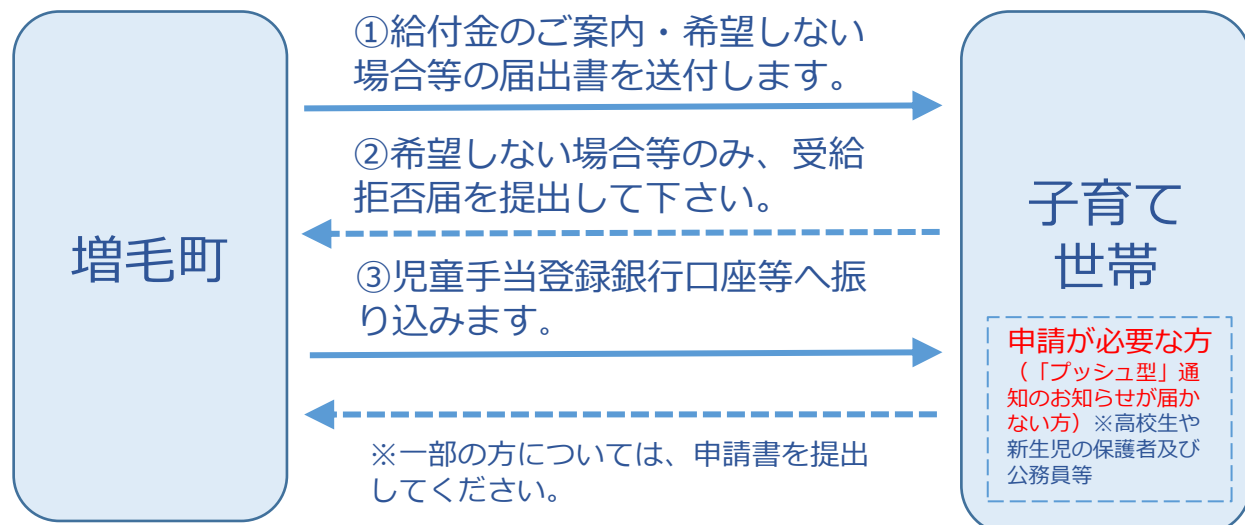 増毛町
①給付金のご案内・希望しない
場合等の届出書を送付します。
②希望しない場合等のみ、受給
拒否届を提出して下さい。
③児童手当登録銀行口座等へ振
り込みます。
※一部の方については、申請書を提出
してください。
子育て
世帯
申請が必要な方
（「プッシュ型」通
知のお知らせが届か
ない方）※高校生や
新生児の保護者及び
公務員等